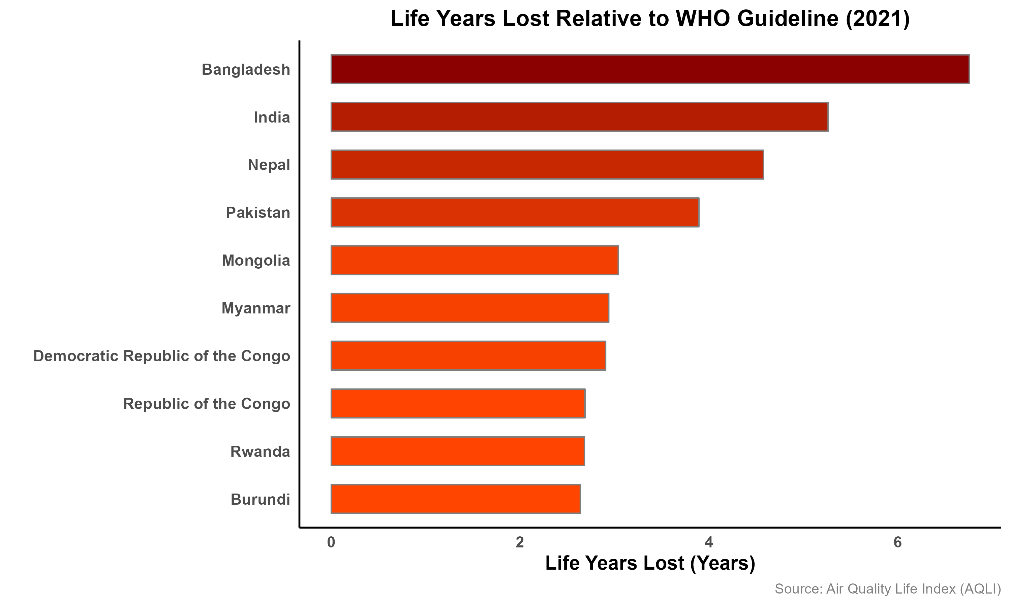 Life Years Lost Relative to WHO Guideline (2021)
Bangladesh
India
Nepal
Pakistan
Mongolia
Myanmar
Democratic Republic of the Congo
Republic of the Congo
Rwanda
Burundi
0 2 4 6
Life Years Lost (Years)
Source: Air Quality Life Index (AQLI)